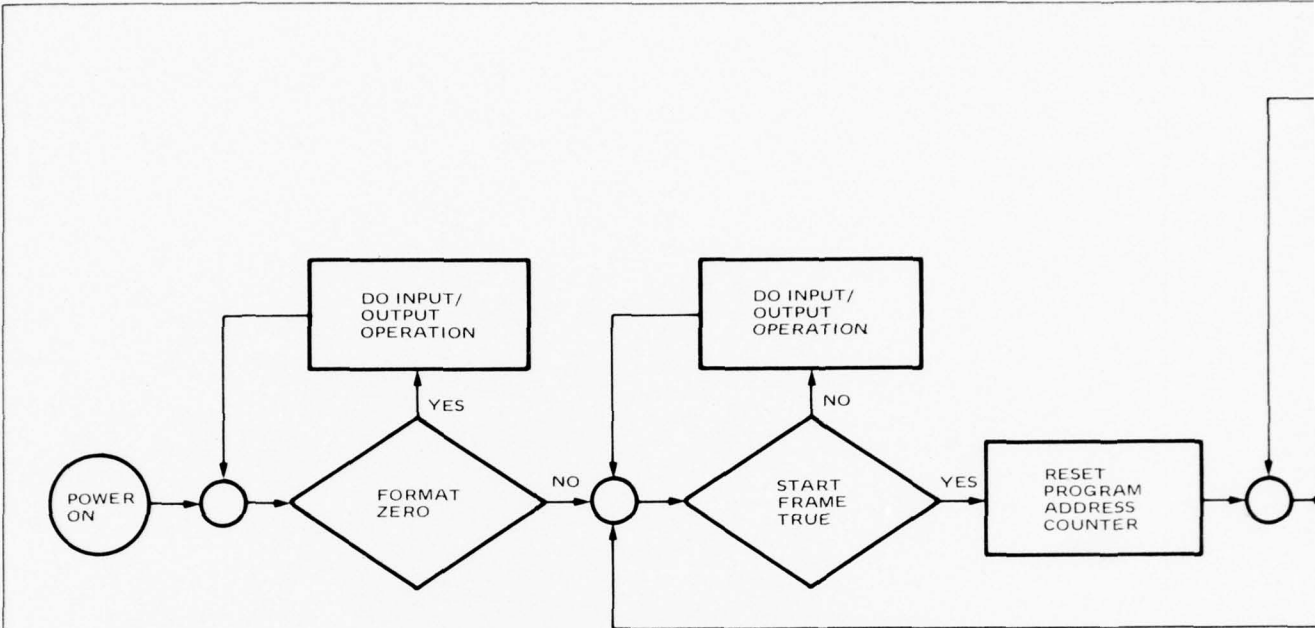 DO INPUT/
OUTPUT
OPERATION
DO INPUT/
OUTPUT
OPERATION
YES
NO
POWER
ON
FORMAT
ZERO
NO
START
FRAME
TRUE
YES
RESET
PROGRAM
ADDRESS
COUNTER